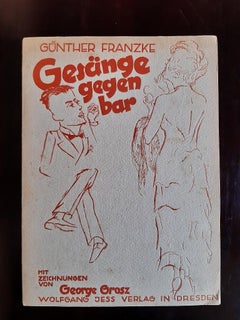 GÜNTHER FRANZKE
Gesänge
gegen
bar
MIT
ZEICHNUNGEN
VON
George Grosz
WOLFGANG JESS VERLAG IN DRESDEN